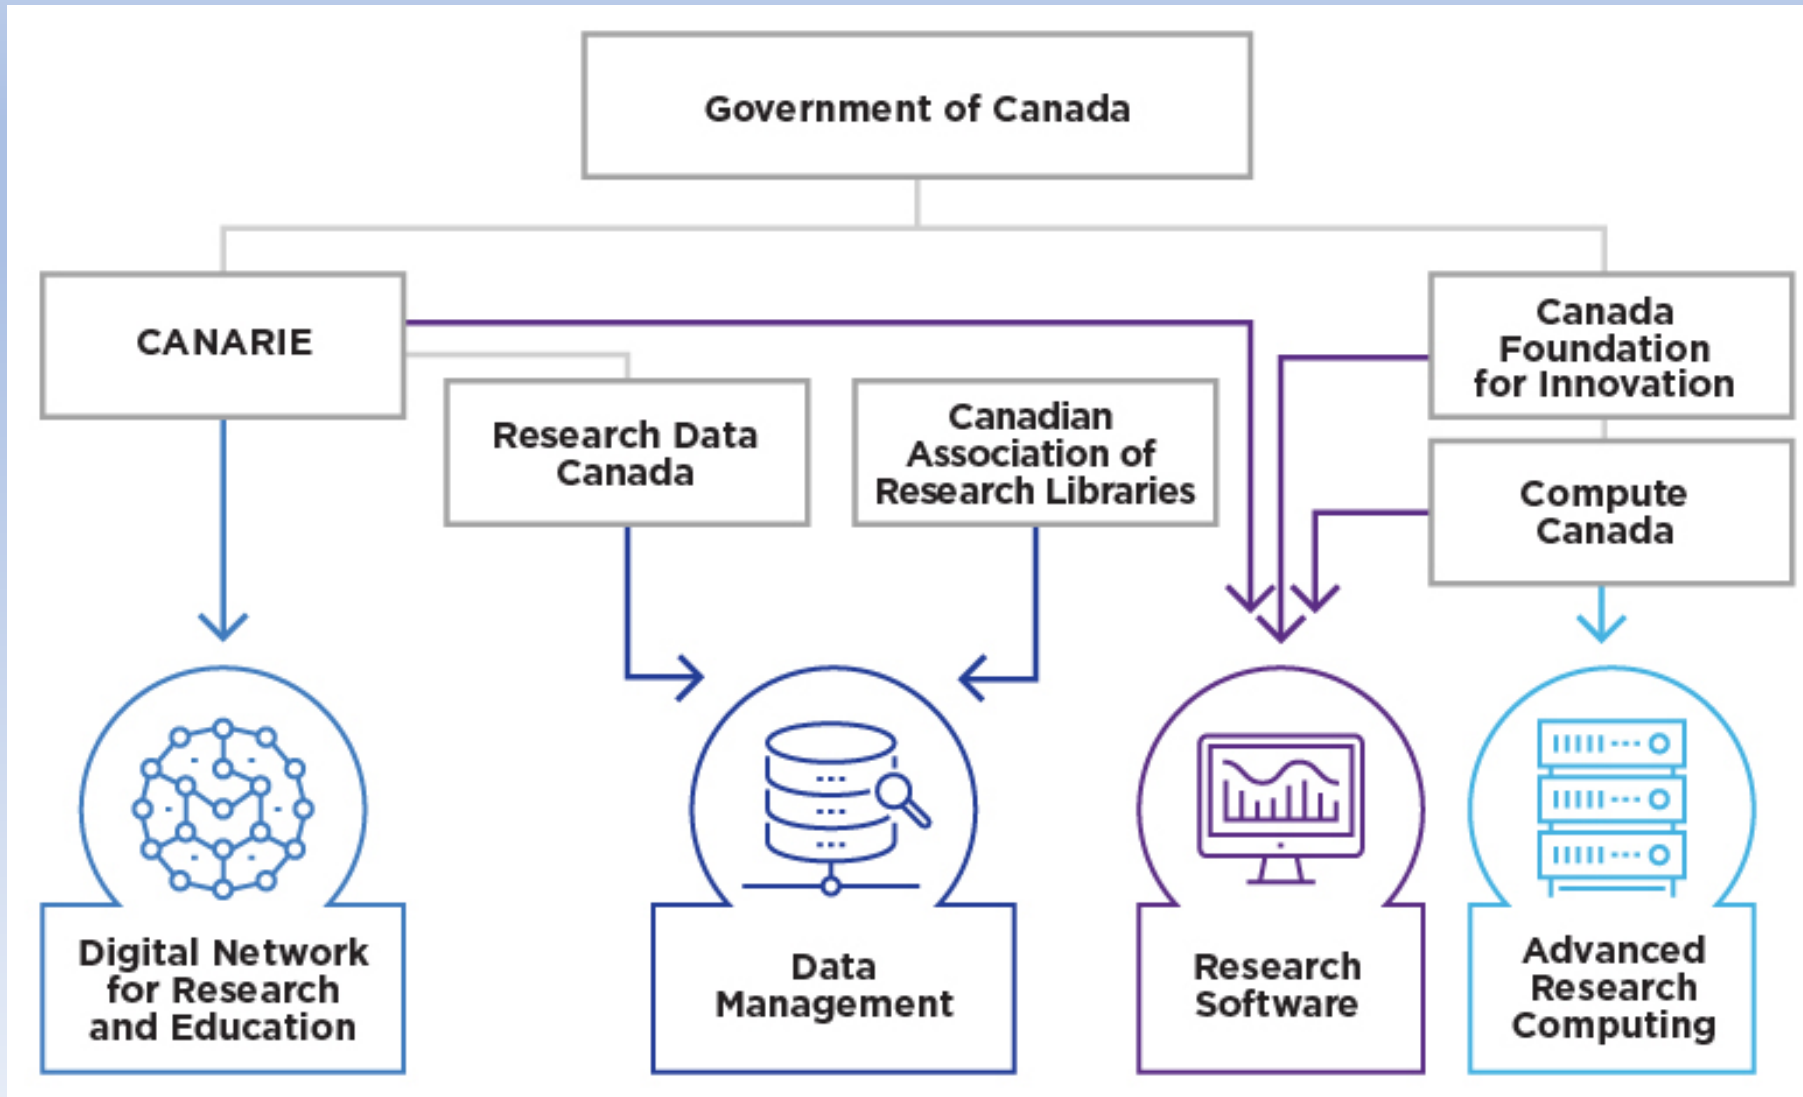 Government of Canada
CANARIE
Canada
Foundation
for Innovation
Research Data
Canada
Canadian
Association of
Research Libraries
Compute
Canada
Digital Network
for Research
and Education
Data
Management
Research
Software
Advanced
Research
Computing